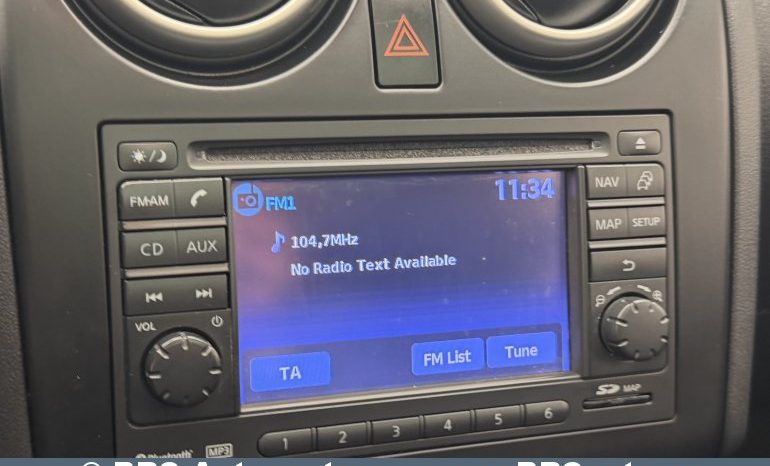 FM·AM
CD AUX
VOL
FM1
11:34
104,7MHz
No Radio Text Available
TA
FM List
Tune
NAV
MAP SETUP
SD MAP
Bluetooth
MP3
1 2 3 4 5 6